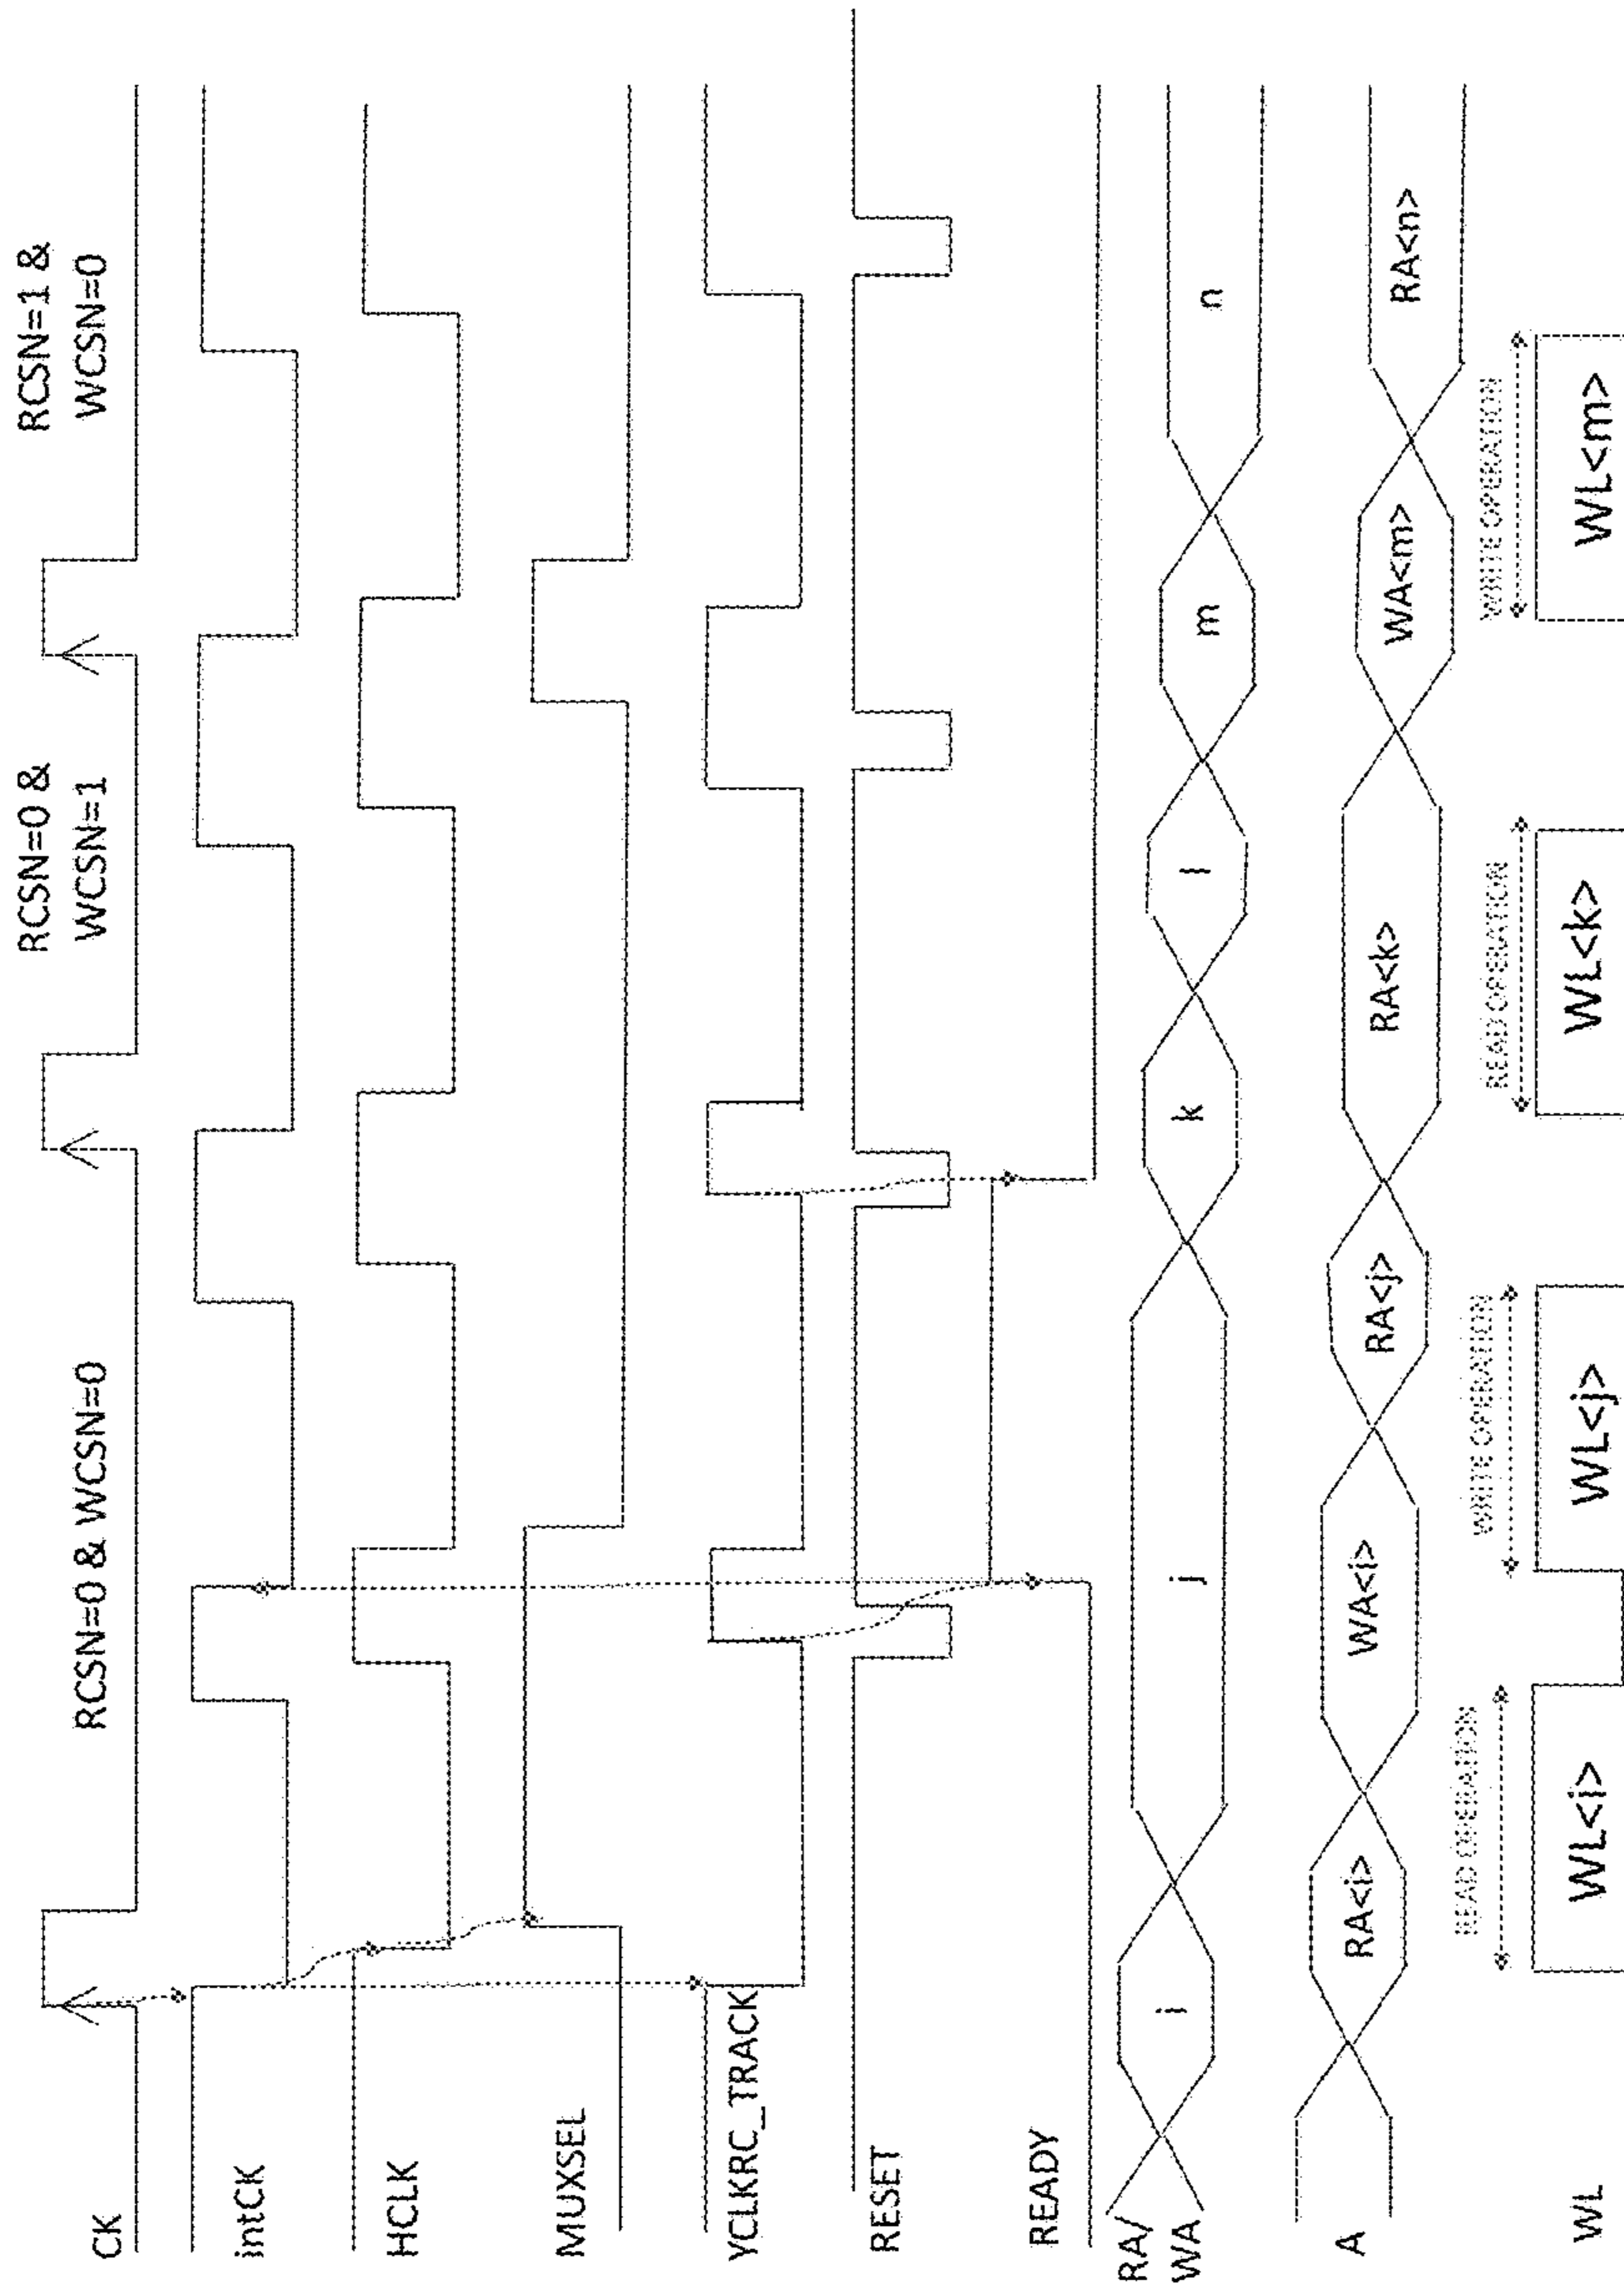 RCSN=0 & WCSN=0
RCSN=0 &
WCSN=1
RCSN=1 &
WCSN=0
CK
intCK
HCLK
MUXSEL
YCLKRC_TRACK
RESET
READY
RA/
WA
i
j
k
l
m
n
A
RA<i>
WA<i>
RA<j>
RA<k>
WA<m>
RA<n>
READ OPERATION
WRITE OPERATION
READ OPERATION
WRITE OPERATION
WL
WL<i>
WL<j>
WL<k>
WL<m>